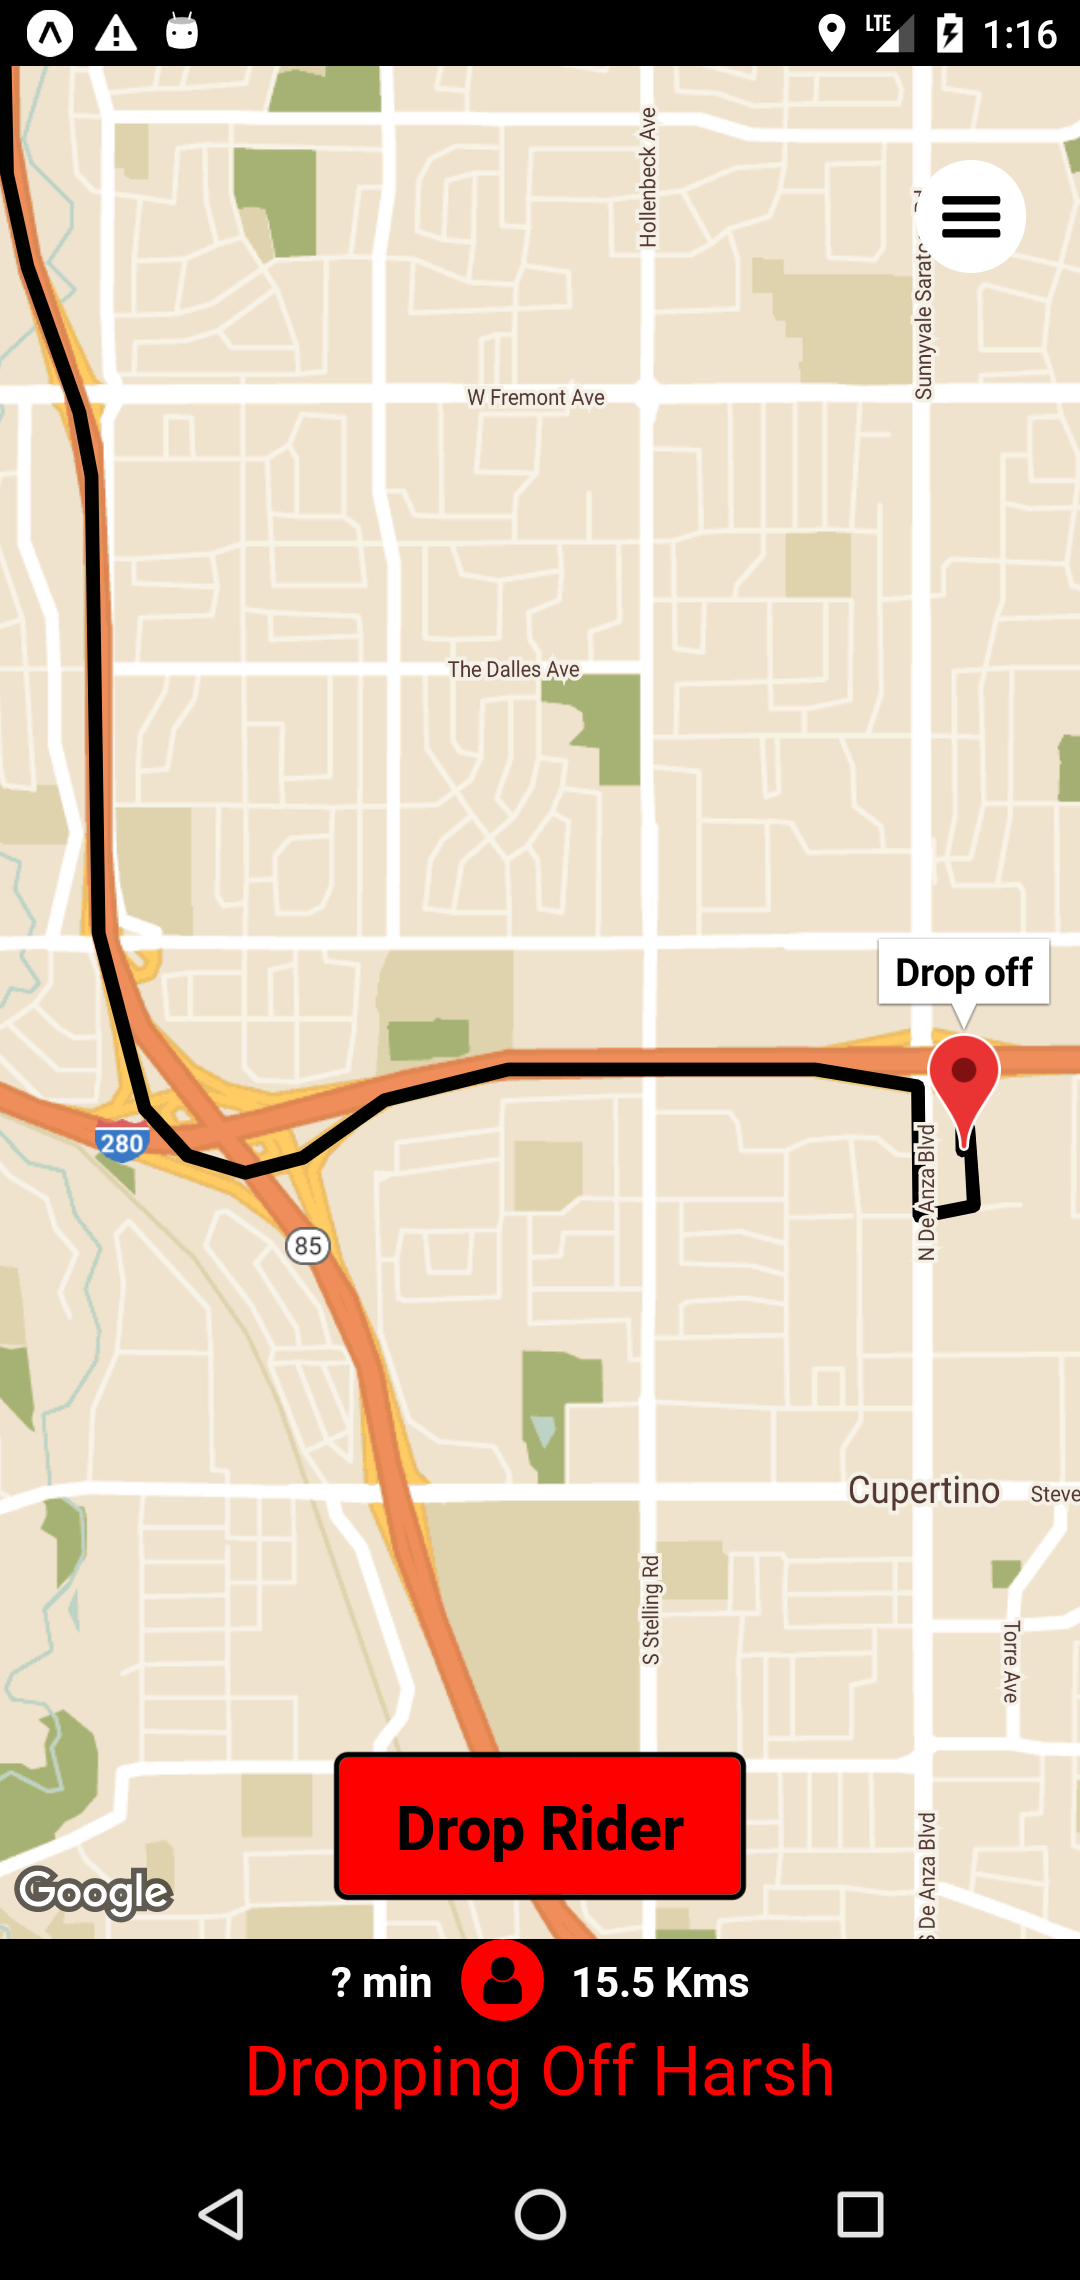 LTE 1:16
Hollenbeck Ave
Sunnyvale Sarato
W Fremont Ave
The Dalles Ave
Drop off
280
N De Anza Blvd
85
Cupertino
Steve
S Stelling Rd
Torre Ave
Drop Rider
S De Anza Blvd
Google
? min 15.5 Kms
Dropping Off Harsh